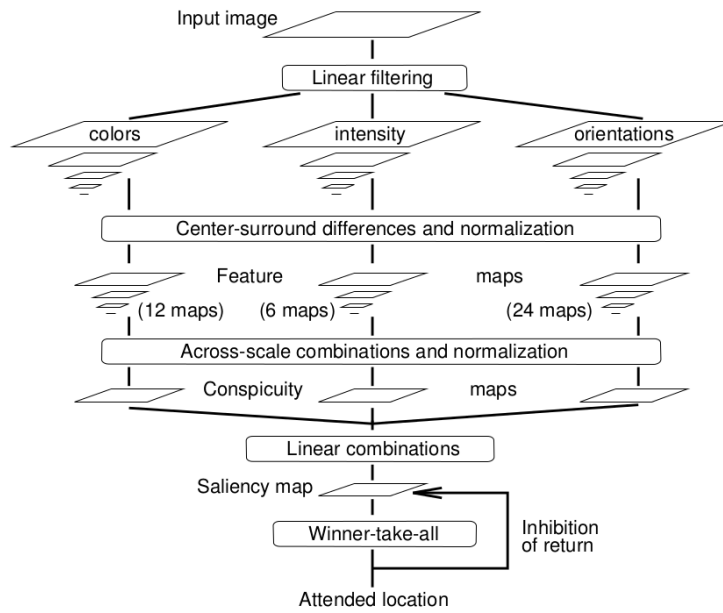 Input image
Linear filtering
colors intensity orientations
Center-surround differences and normalization
Feature maps
(12 maps) (6 maps) (24 maps)
Across-scale combinations and normalization
Conspicuity maps
Linear combinations
Saliency map
Winner-take-all
Inhibition
of return
Attended location